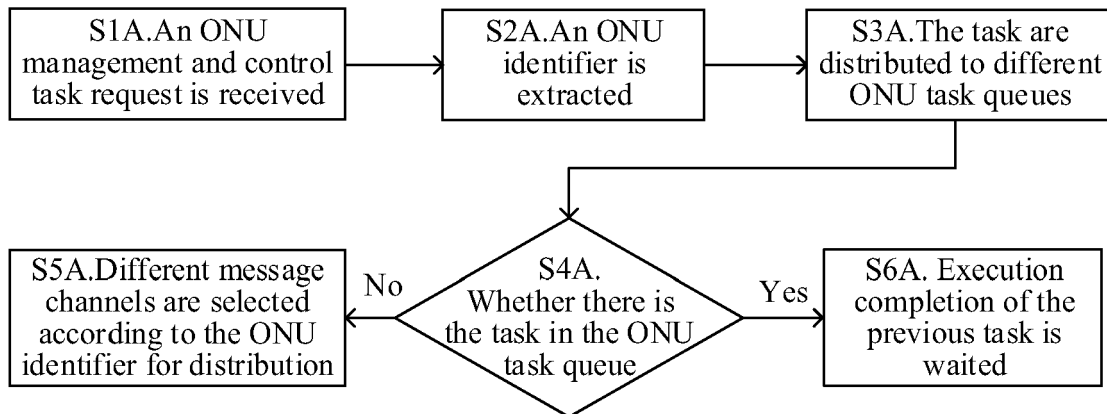 S1A.An ONU
management and control
task request is received
S2A.An ONU
identifier is
extracted
S3A.The task are
distributed to different
ONU task queues
S4A.
Whether there is
the task in the ONU
task queue
No
Yes
S5A.Different message
channels are selected
according to the ONU
identifier for distribution
S6A. Execution
completion of the
previous task is
waited